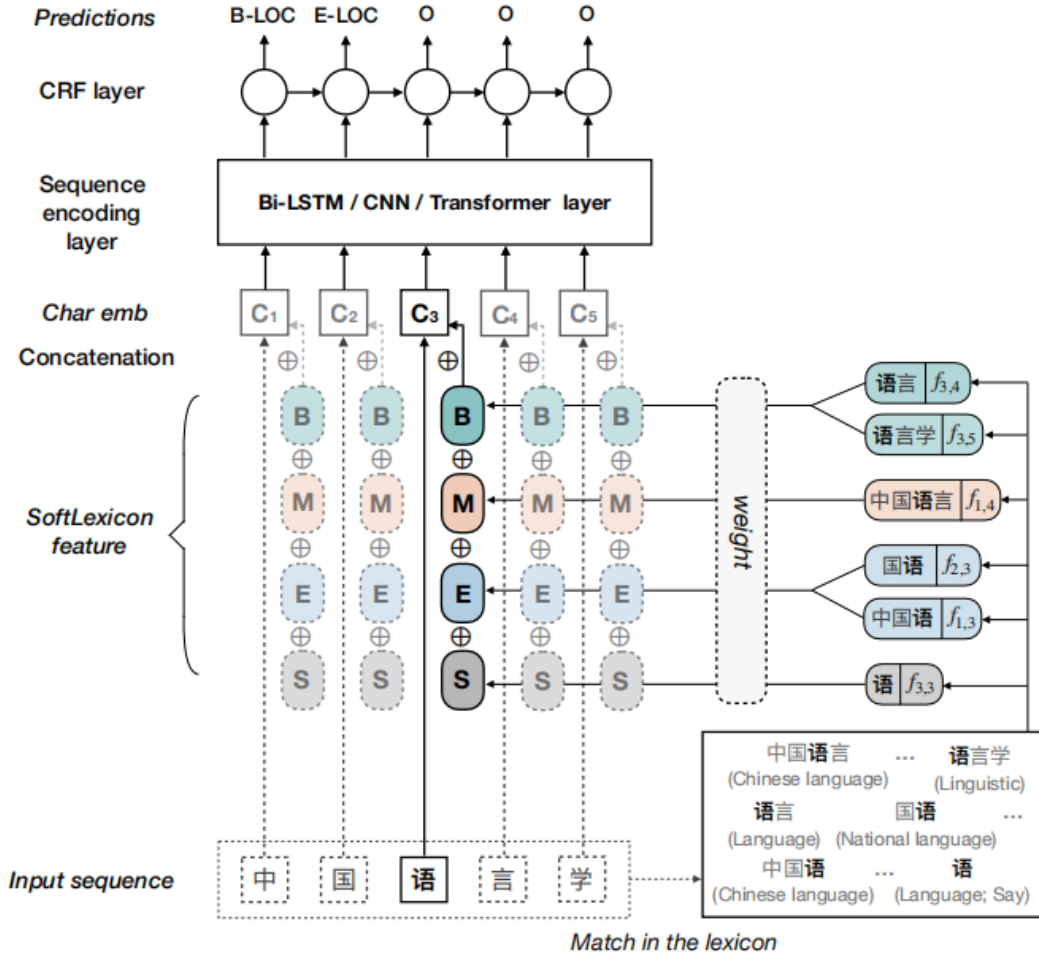 Predictions B-LOC E-LOC O O O
CRF layer
Sequence
encoding
layer
Bi-LSTM / CNN / Transformer layer
Char emb C1 C2 C3 C4 C5
Concatenation ⊕ ⊕ ⊕ ⊕ ⊕
语言 f3,4
B B B B B
语言学 f3,5
⊕ ⊕ ⊕ ⊕ ⊕
SoftLexicon
feature
M M M M M
weight
中国语言 f1,4
⊕ ⊕ ⊕ ⊕ ⊕
国语 f2,3
E E E E E
中国语 f1,3
⊕ ⊕ ⊕ ⊕ ⊕
S S S S S
语 f3,3
中国语言 ... 语言学
(Chinese language) (Linguistic)
语言 国语 ...
(Language) (National language)
中国语 ... 语
(Chinese language) (Language; Say)
Input sequence 中 国 语 言 学
Match in the lexicon